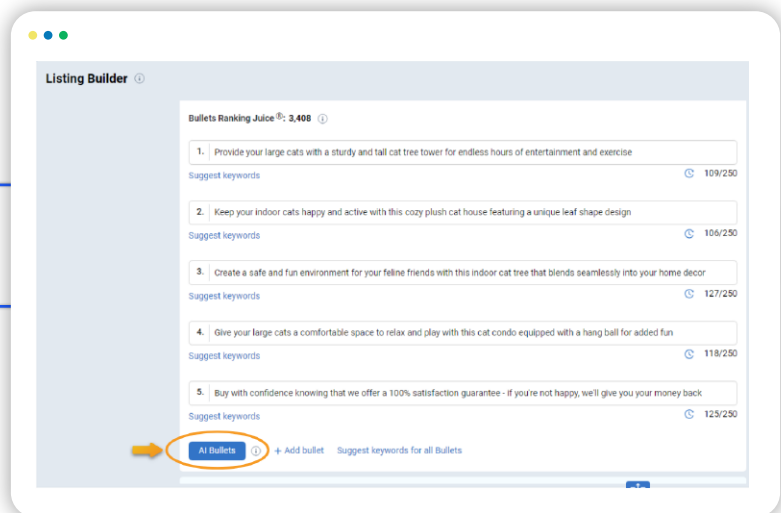 Listing Builder
Bullets Ranking Juice ®: 3,408
1. Provide your large cats with a sturdy and tall cat tree tower for endless hours of entertainment and exercise
Suggest keywords 109/250
2. Keep your indoor cats happy and active with this cozy plush cat house featuring a unique leaf shape design
Suggest keywords 106/250
3. Create a safe and fun environment for your feline friends with this indoor cat tree that blends seamlessly into your home decor
Suggest keywords 127/250
4. Give your large cats a comfortable space to relax and play with this cat condo equipped with a hang ball for added fun
Suggest keywords 118/250
5. Buy with confidence knowing that we offer a 100% satisfaction guarantee - if you're not happy, we'll give you your money back
Suggest keywords 125/250
AI Bullets + Add bullet Suggest keywords for all Bullets